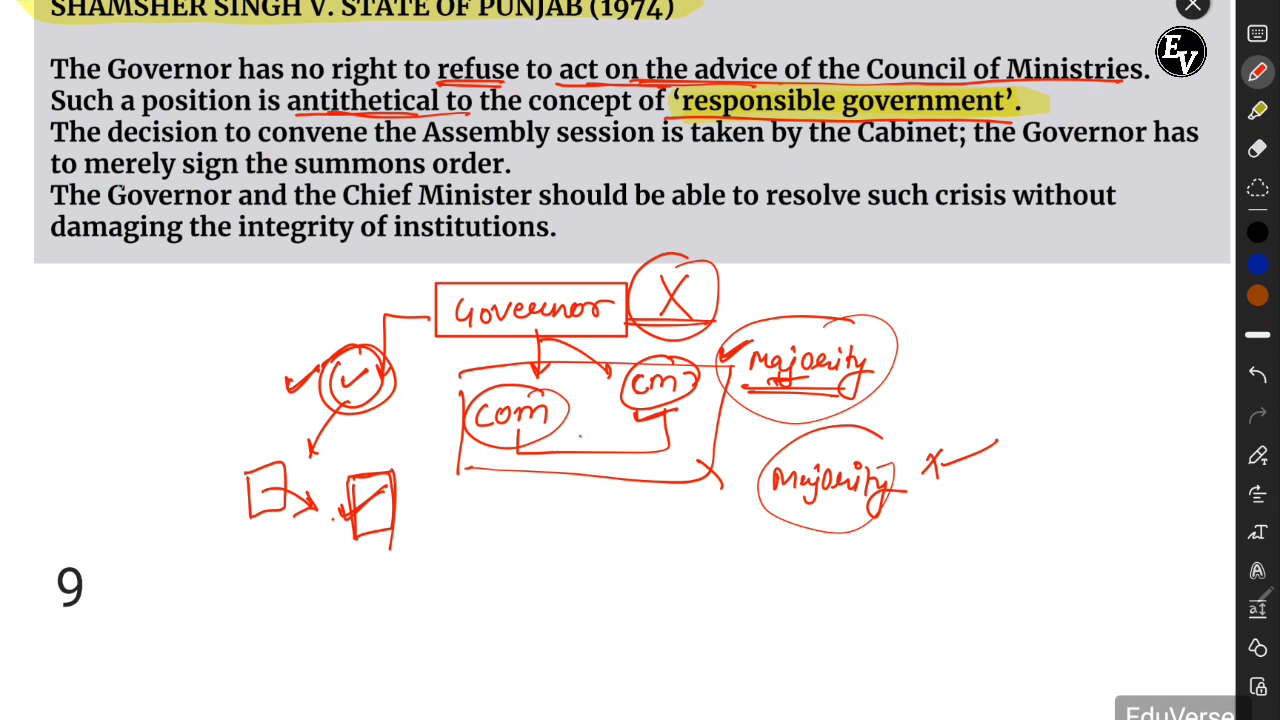 SHAMSHER SINGH V. STATE OF PUNJAB (1974)
EV
The Governor has no right to refuse to act on the advice of the Council of Ministries.
Such a position is antithetical to the concept of ‘responsible government’.
The decision to convene the Assembly session is taken by the Cabinet; the Governor has
to merely sign the summons order.
The Governor and the Chief Minister should be able to resolve such crisis without
damaging the integrity of institutions.
Governor X
Majority
cm
com
Majority x
9
EduVerse